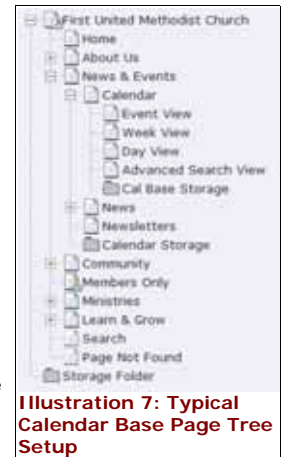 First United Methodist Church
Home
About Us
News & Events
Calendar
Event View
Week View
Day View
Advanced Search View
Cal Base Storage
News
Newsletters
Calendar Storage
Community
Members Only
Ministries
Learn & Grow
Search
Page Not Found
Storage Folder
Illustration 7: Typical
Calendar Base Page Tree
Setup